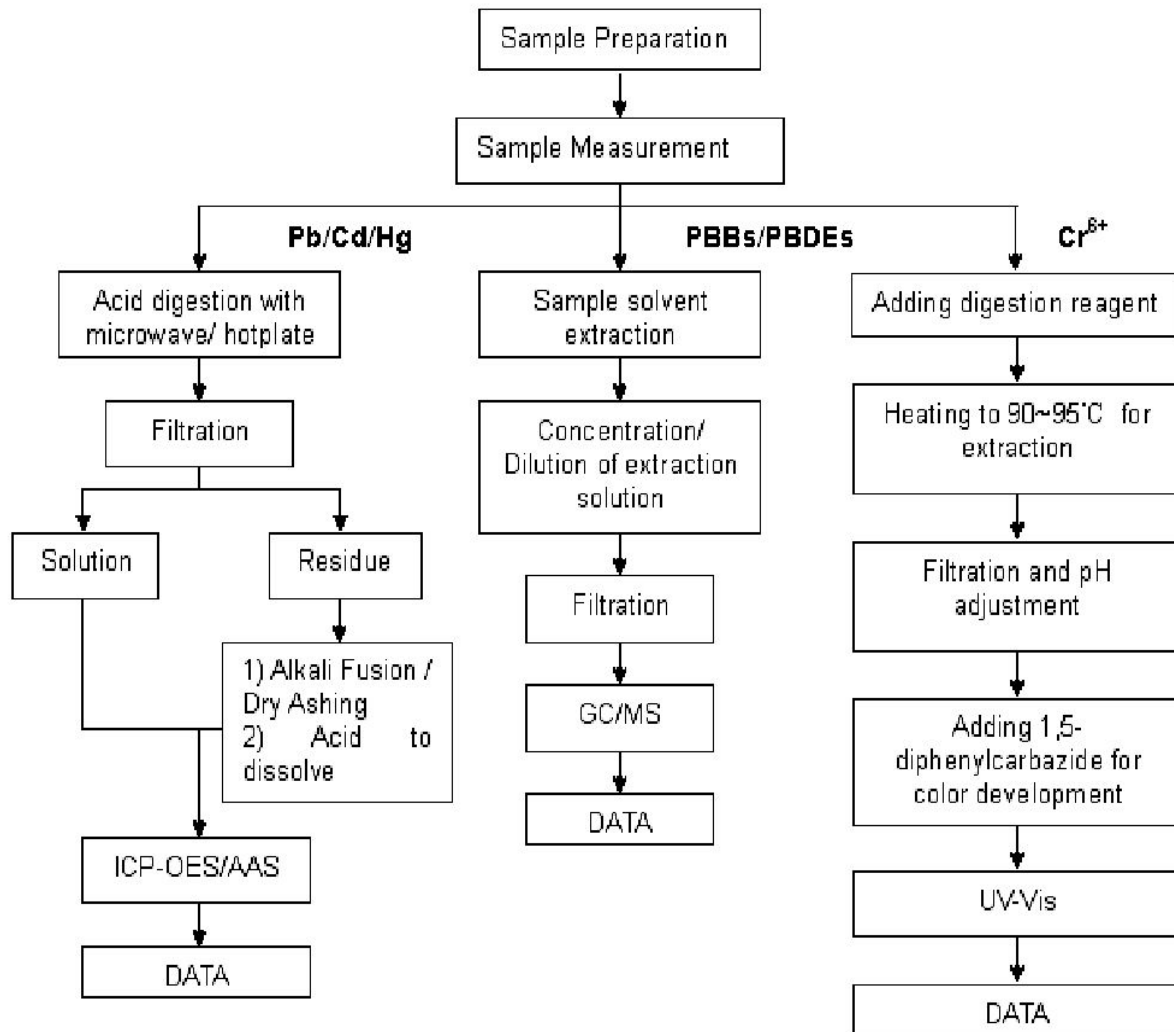 Sample Preparation
Sample Measurement
Pb/Cd/Hg
Acid digestion with
microwave/ hotplate
Filtration
Solution
Residue
1) Alkali Fusion /
Dry Ashing
2) Acid to
dissolve
ICP-OES/AAS
DATA
PBBs/PBDEs
Sample solvent
extraction
Concentration/
Dilution of extraction
solution
Filtration
GC/MS
DATA
Cr⁶⁺
Adding digestion reagent
Heating to 90~95°C for
extraction
Filtration and pH
adjustment
Adding 1,5-
diphenylcarbazide for
color development
UV-Vis
DATA